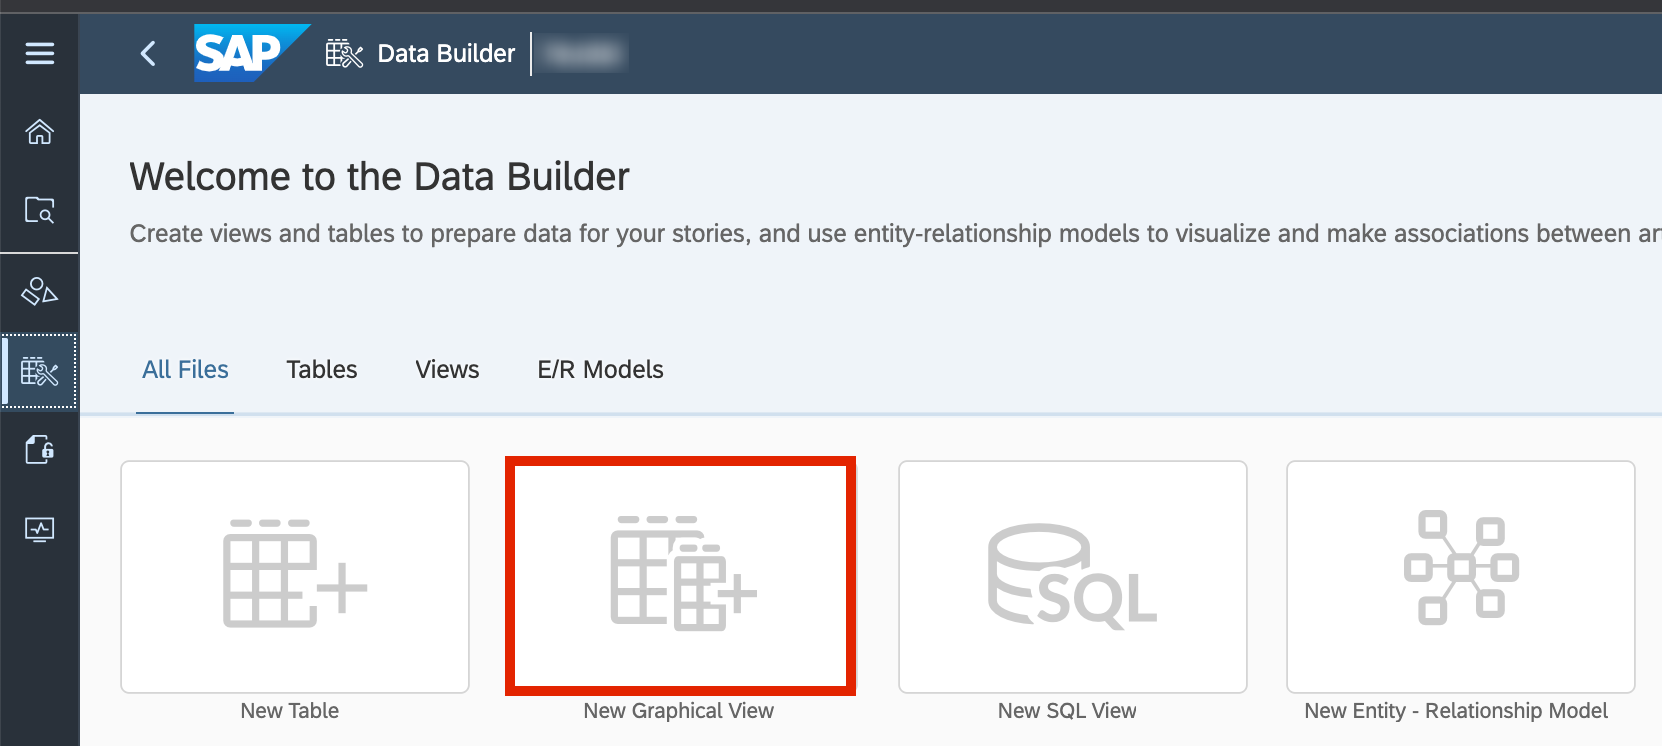 SAP Data Builder
Welcome to the Data Builder
Create views and tables to prepare data for your stories, and use entity-relationship models to visualize and make associations between
All Files Tables Views E/R Models
SQL
New Table New Graphical View New SQL View New Entity - Relationship Model